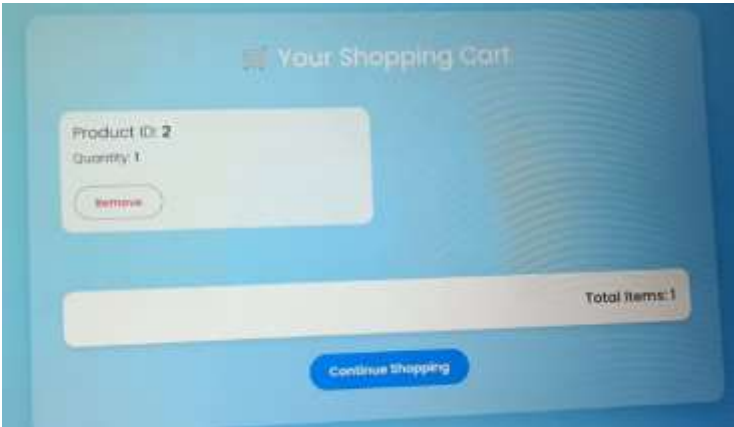 🛒 Your Shopping Cart
Product ID: 2
Quantity: 1
Remove
Total Items: 1
Continue Shopping